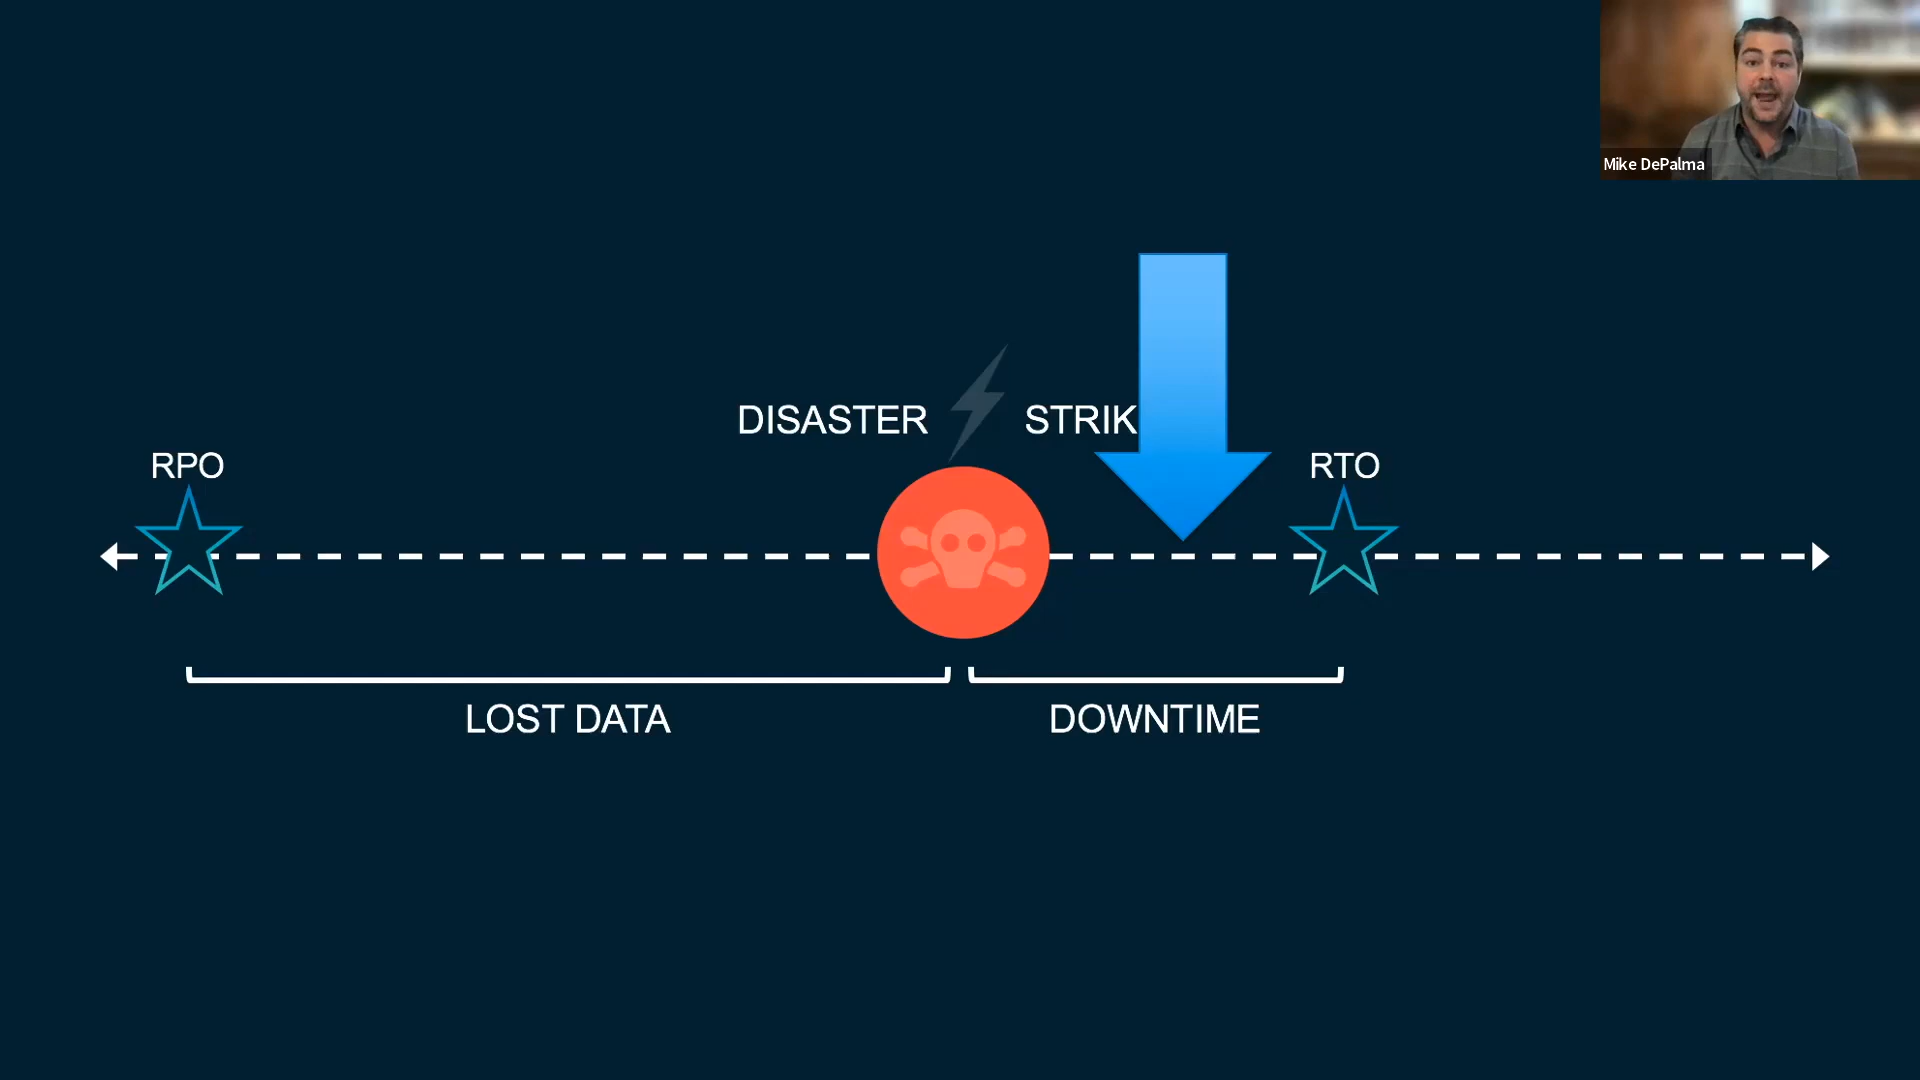 Mike DePalma
DISASTER STRIK
RPO
RTO
LOST DATA
DOWNTIME